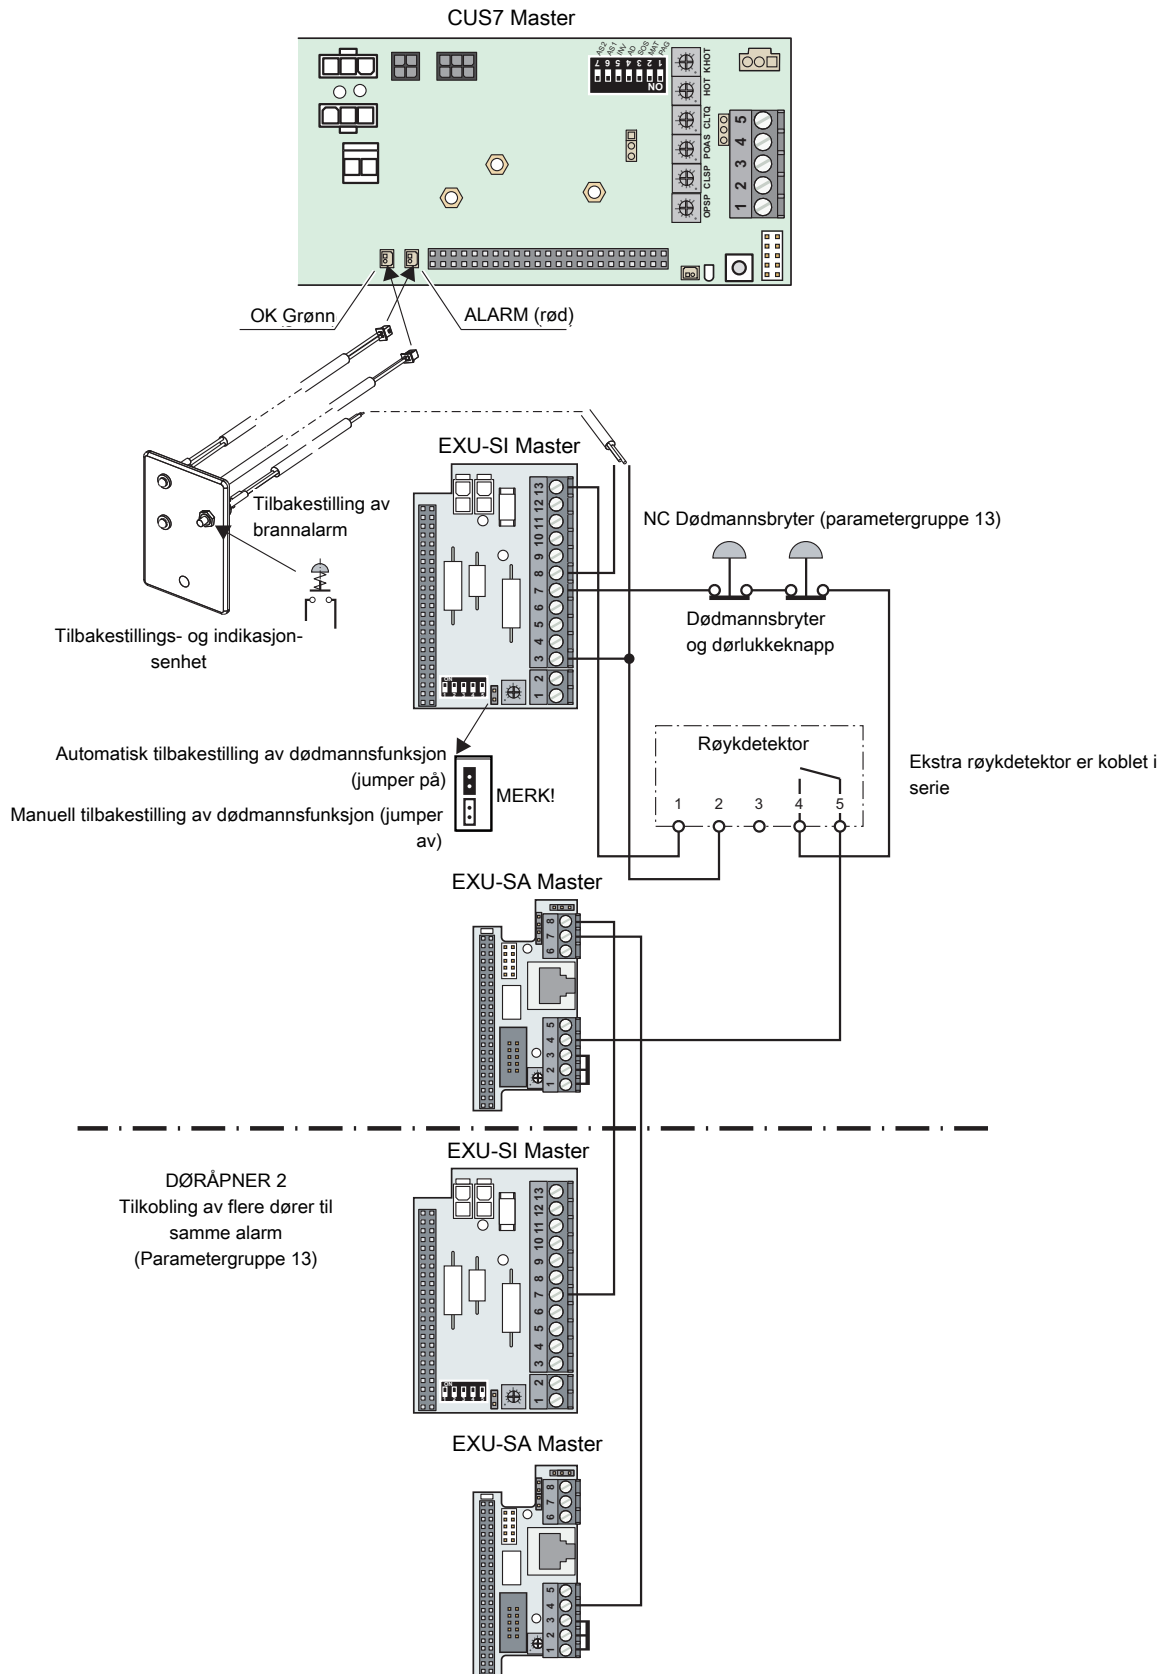 CUS7 Master
AS2
AS1
INV
AD
SOS
MAT
PAG
7 6 5 4 3 2 1
ON
KHOT
HOT
CLTQ
POAS
CLSP
OPSP
5
4
3
2
1
OK Grønn
ALARM (rød)
EXU-SI Master
Tilbakestilling av
brannalarm
13
12
11
10
9
8
7
6
5
4
3
2
1
ON
NC Dødmannsbryter (parametergruppe 13)
Dødmannsbryter
og dørlukkeknapp
Tilbakestillings- og indikasjon-
senhet
Røykdetektor
1 2 3 4 5
Ekstra røykdetektor er koblet i
serie
Automatisk tilbakestilling av dødmannsfunksjon
(jumper på)
MERK!
Manuell tilbakestilling av dødmannsfunksjon (jumper
av)
EXU-SA Master
8
7
6
5
4
3
2
1
EXU-SI Master
DØRÅPNER 2
Tilkobling av flere dører til
samme alarm
(Parametergruppe 13)
13
12
11
10
9
8
7
6
5
4
3
2
1
ON
EXU-SA Master
8
7
6
5
4
3
2
1